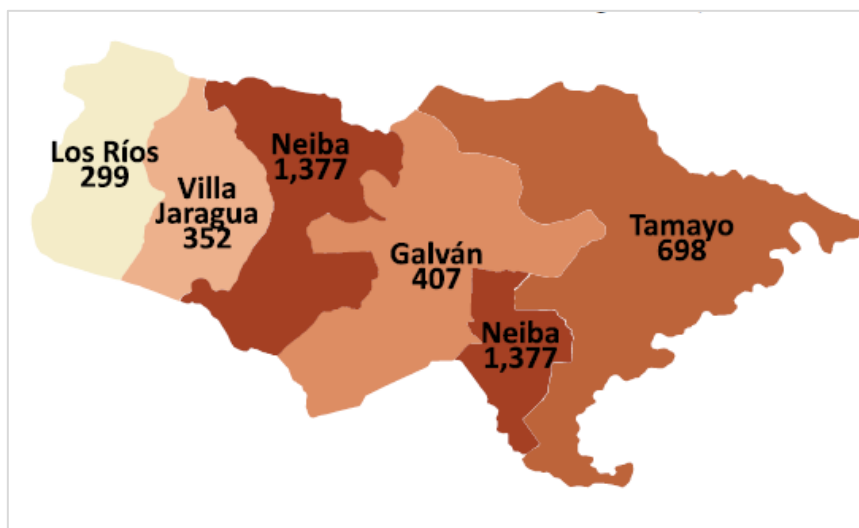 Los Ríos
299
Villa
Jaragua
352
Neiba
1,377
Galván
407
Neiba
1,377
Tamayo
698